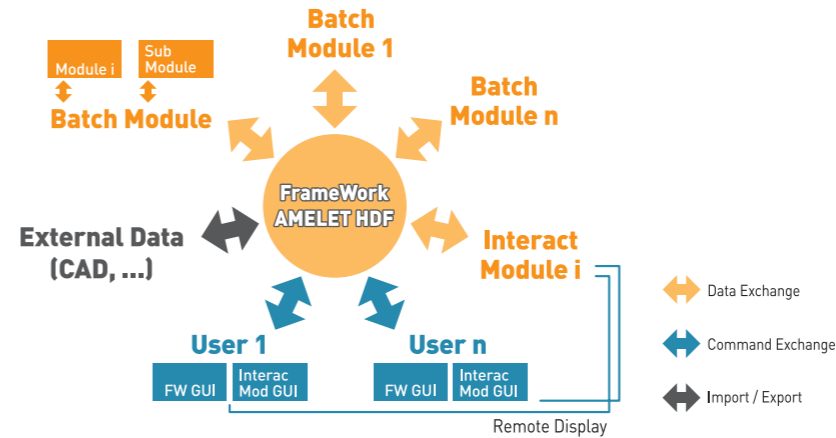 Batch
Module 1
Module i
Sub
Module
Batch Module
Batch
Module n
FrameWork
AMELET HDF
External Data
(CAD, ...)
Interact
Module i
User 1
FW GUI
Interac
Mod GUI
User n
FW GUI
Interac
Mod GUI
Remote Display
Data Exchange
Command Exchange
Import / Export